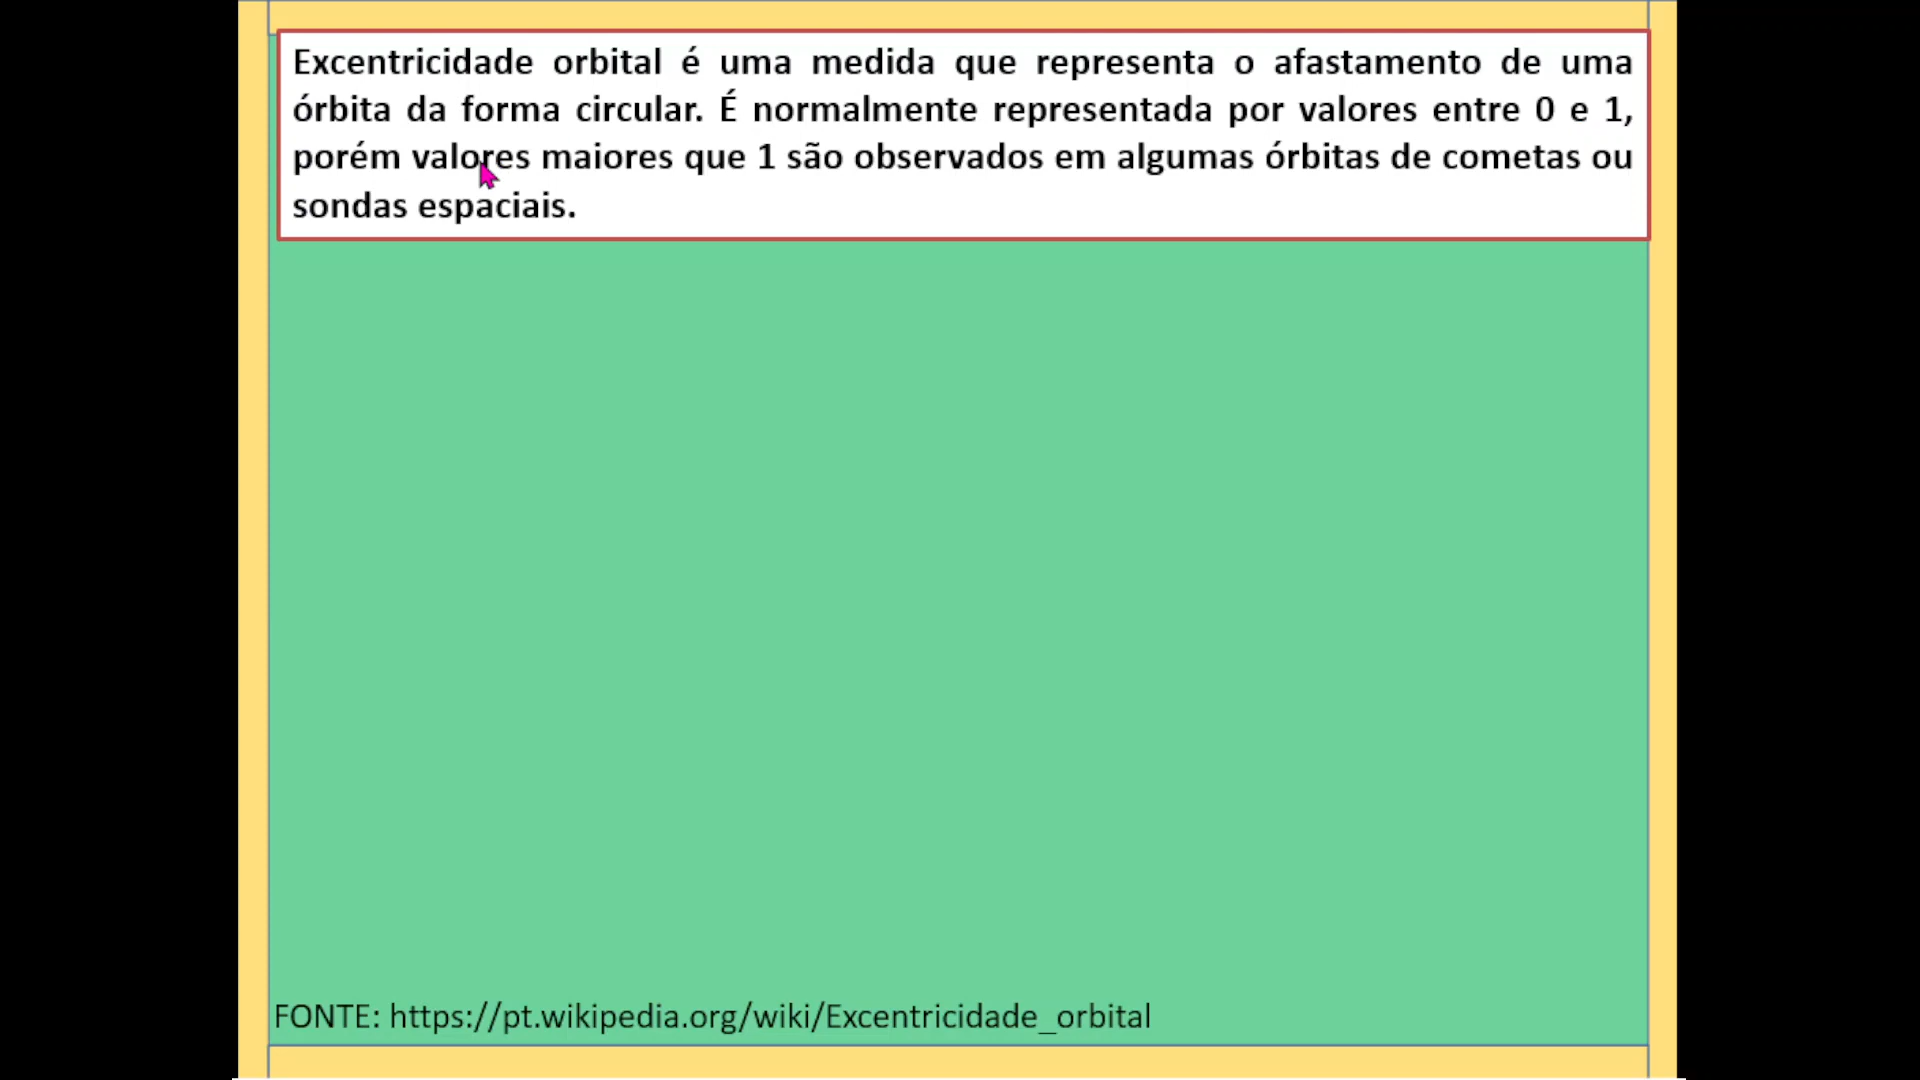 Excentricidade orbital é uma medida que representa o afastamento de uma
órbita da forma circular. É normalmente representada por valores entre 0 e 1,
porém valores maiores que 1 são observados em algumas órbitas de cometas ou
sondas espaciais.
FONTE: https://pt.wikipedia.org/wiki/Excentricidade_orbital